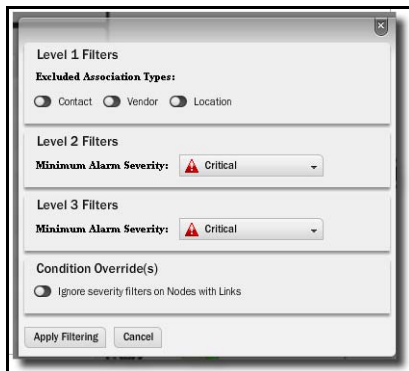 Level 1 Filters
Excluded Association Types:
Contact Vendor Location
Level 2 Filters
Minimum Alarm Severity: Critical
Level 3 Filters
Minimum Alarm Severity: Critical
Condition Override(s)
Ignore severity filters on Nodes with Links
Apply Filtering Cancel